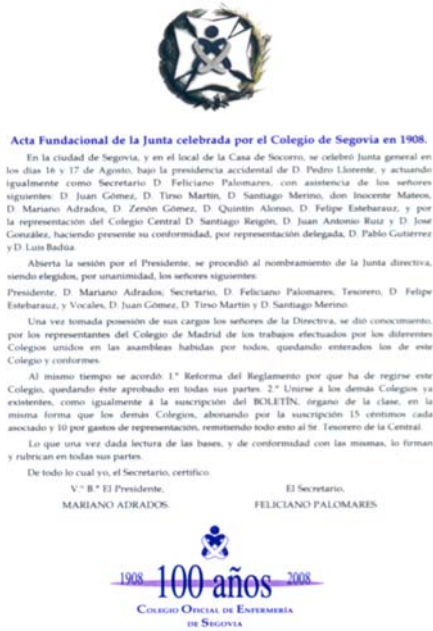 Acta Fundacional de la Junta celebrada por el Colegio de Segovia en 1908.
En la ciudad de Segovia, y en el local de la Casa de Socorro, se celebró Junta general en
los días 16 y 17 de Agosto, bajo la presidencia accidental de D. Pedro Llorente, y actuando
igualmente como Secretario D. Feliciano Palomares, con asistencia de los señores
siguientes: D. Juan Gómez, D. Tirso Martín, D. Santiago Merino, don Inocente Mateos,
D. Mariano Adrados, D. Zenón Gómez, D. Quintín Alonso, D. Felipe Estebarauz, y por
la representación del Colegio Central D. Santiago Reigón, D. Juan Antonio Ruiz y D. José
González, haciendo presente su conformidad, por representación delegada, D. Pablo Gutiérrez
y D. Luis Badúa.
Abierta la sesión por el Presidente, se procedió al nombramiento de la Junta directiva,
siendo elegidos, por unanimidad, los señores siguientes:
Presidente, D. Mariano Adrados; Secretario, D. Feliciano Palomares, Tesorero, D. Felipe
Estebarauz, y Vocales, D. Juan Gómez, D. Tirso Martín y D. Santiago Merino.
Una vez tomada posesión de sus cargos los señores de la Directiva, se dió conocimiento,
por los representantes del Colegio de Madrid de los trabajos efectuados por los diferentes
Colegios unidos en las asambleas habidas por todos, quedando enterados los de este
Colegio y conformes.
Al mismo tiempo se acordó: 1.º Reforma del Reglamento por que ha de regirse este
Colegio, quedando éste aprobado en todas sus partes. 2.º Unirse á los demás Colegios ya
existentes, como igualmente á la suscripción del BOLETÍN, órgano de la clase, en la
misma forma que los demás Colegios, abonando por la suscripción 15 céntimos cada
asociado y 10 por gastos de representación, remitiendo todo esto al Sr. Tesorero de la Central.
Lo que una vez dada lectura de las bases, y de conformidad con las mismas, lo firman
y rubrican en todas sus partes.
De todo lo cual yo, el Secretario, certifico.
V.º B.º El Presidente,
El Secretario,
MARIANO ADRADOS.
FELICIANO PALOMARES.
1908 100 años 2008
COLEGIO OFICIAL DE ENFERMERÍA
DE SEGOVIA